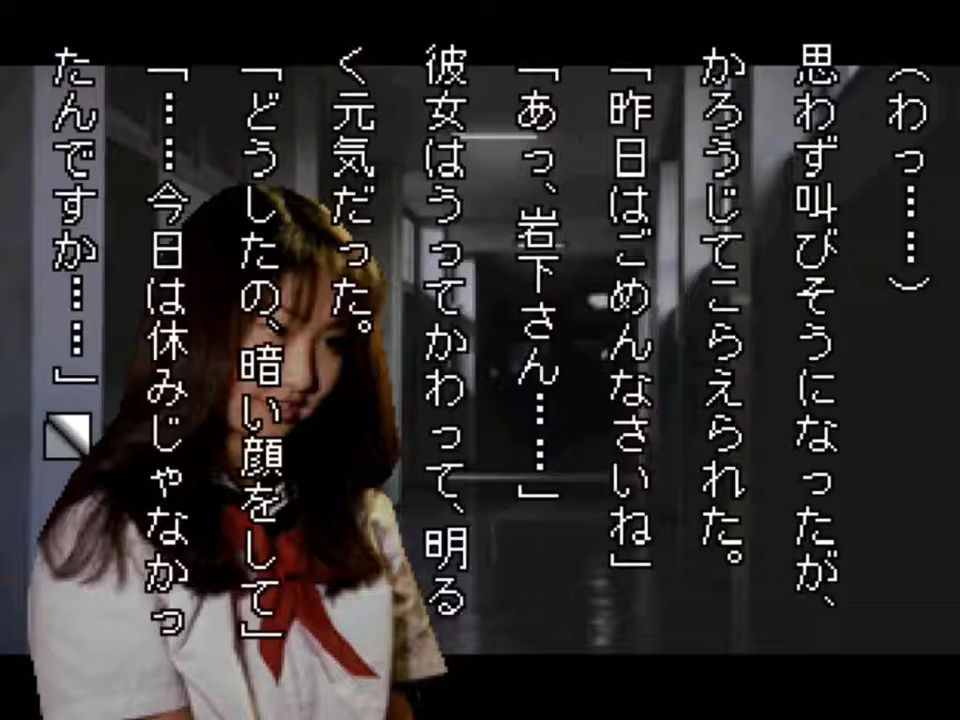 （わっ……）
思わず叫びそうになったが、
かろうじてこらえられた。
「昨日はごめんなさいね」
「あっ、岩下さん……」
彼女はうってかわって、明る
く元気だった。
「どうしたの、暗い顔をして」
「……今日は休みじゃなかっ
たんですか……」